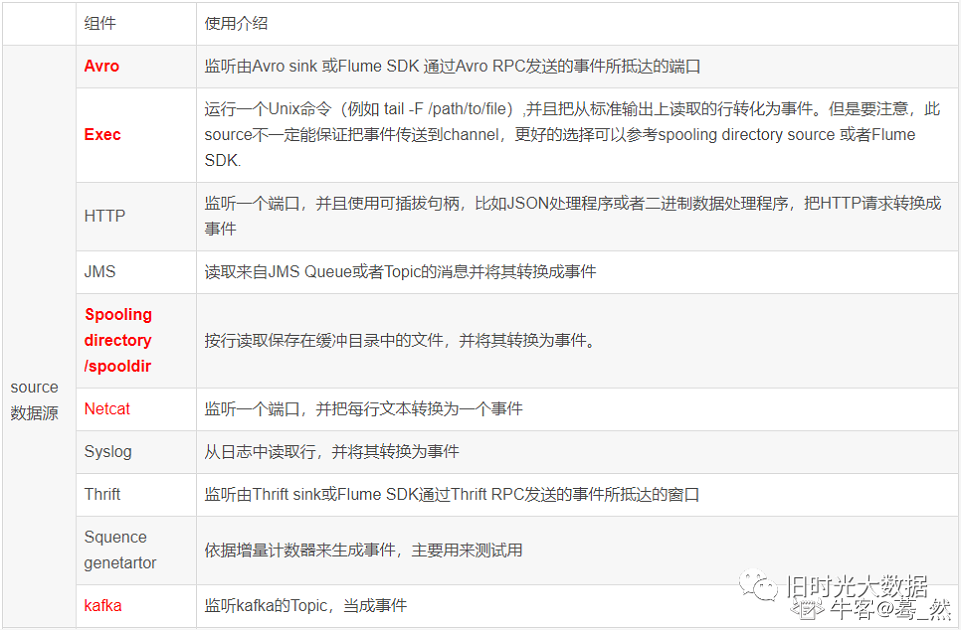 组件 使用介绍
Avro 监听由Avro sink 或Flume SDK 通过Avro RPC发送的事件所抵达的端口
运行一个Unix命令（例如 tail -F /path/to/file）,并且把从标准输出上读取的行转化为事件。但是要注意，此
Exec source不一定能保证把事件传送到channel，更好的选择可以参考spooling directory source 或者Flume
SDK.
HTTP 监听一个端口，并且使用可插拔句柄，比如JSON处理程序或者二进制数据处理程序，把HTTP请求转换成
事件
JMS 读取来自JMS Queue或者Topic的消息并将其转换成事件
Spooling
directory 按行读取保存在缓冲目录中的文件，并将其转换为事件。
/spooldir
source
数据源
Netcat 监听一个端口，并把每行文本转换为一个事件
Syslog 从日志中读取行，并将其转换为事件
Thrift 监听由Thrift sink或Flume SDK通过Thrift RPC发送的事件所抵达的窗口
Squence
genetartor 依据增量计数器来生成事件，主要用来测试用
kafka 监听kafka的Topic，当成事件
旧时光大数据
牛客@蓦_然